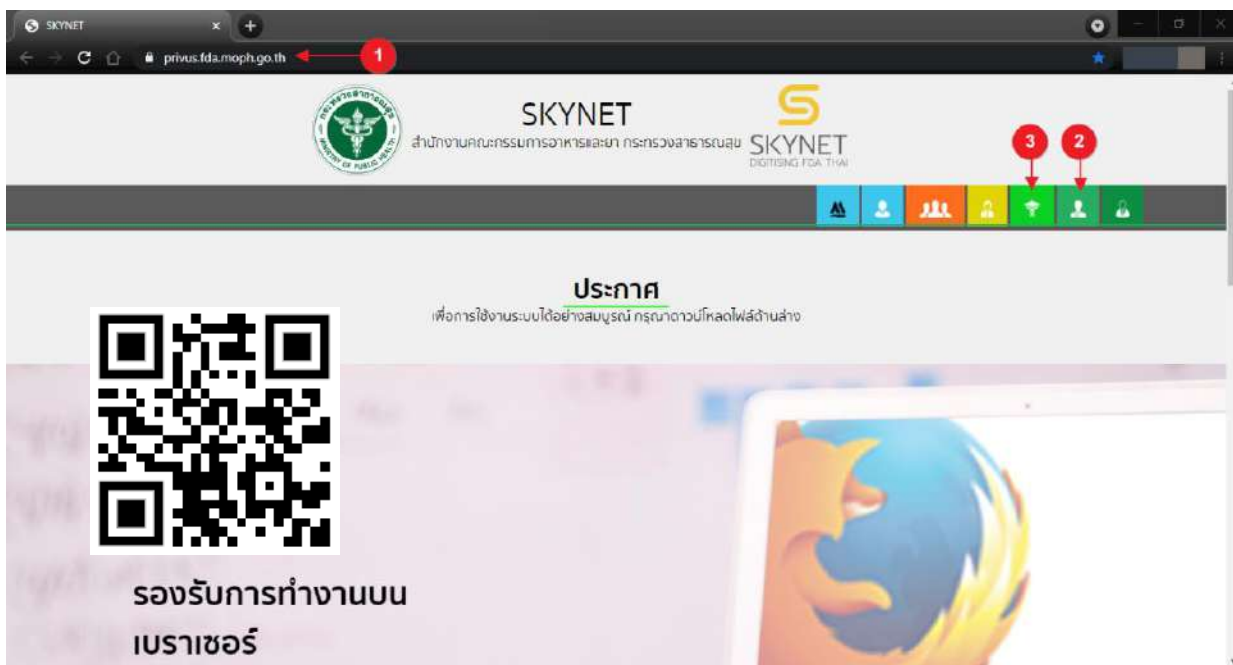 SKYNET
privus.fda.moph.go.th
1
SKYNET
สำนักงานคณะกรรมการอาหารและยา กระทรวงสาธารณสุข
SKYNET
DIGITISING FDA THAI
3
2
ประกาศ
เพื่อการใช้งานระบบได้อย่างสมบูรณ์ กรุณาดาวน์โหลดไฟล์ด้านล่าง
รองรับการทำงานบน
เบราเซอร์